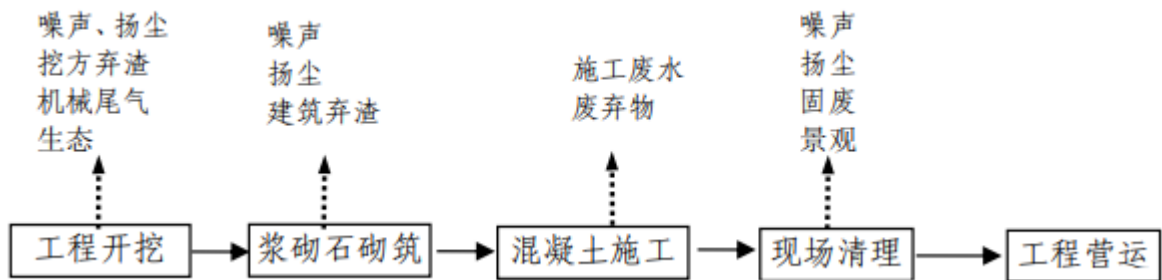 噪声、扬尘
挖方弃渣
机械尾气
生态
噪声
扬尘
建筑弃渣
施工废水
废弃物
噪声
扬尘
固废
景观
工程开挖
浆砌石砌筑
混凝土施工
现场清理
工程营运